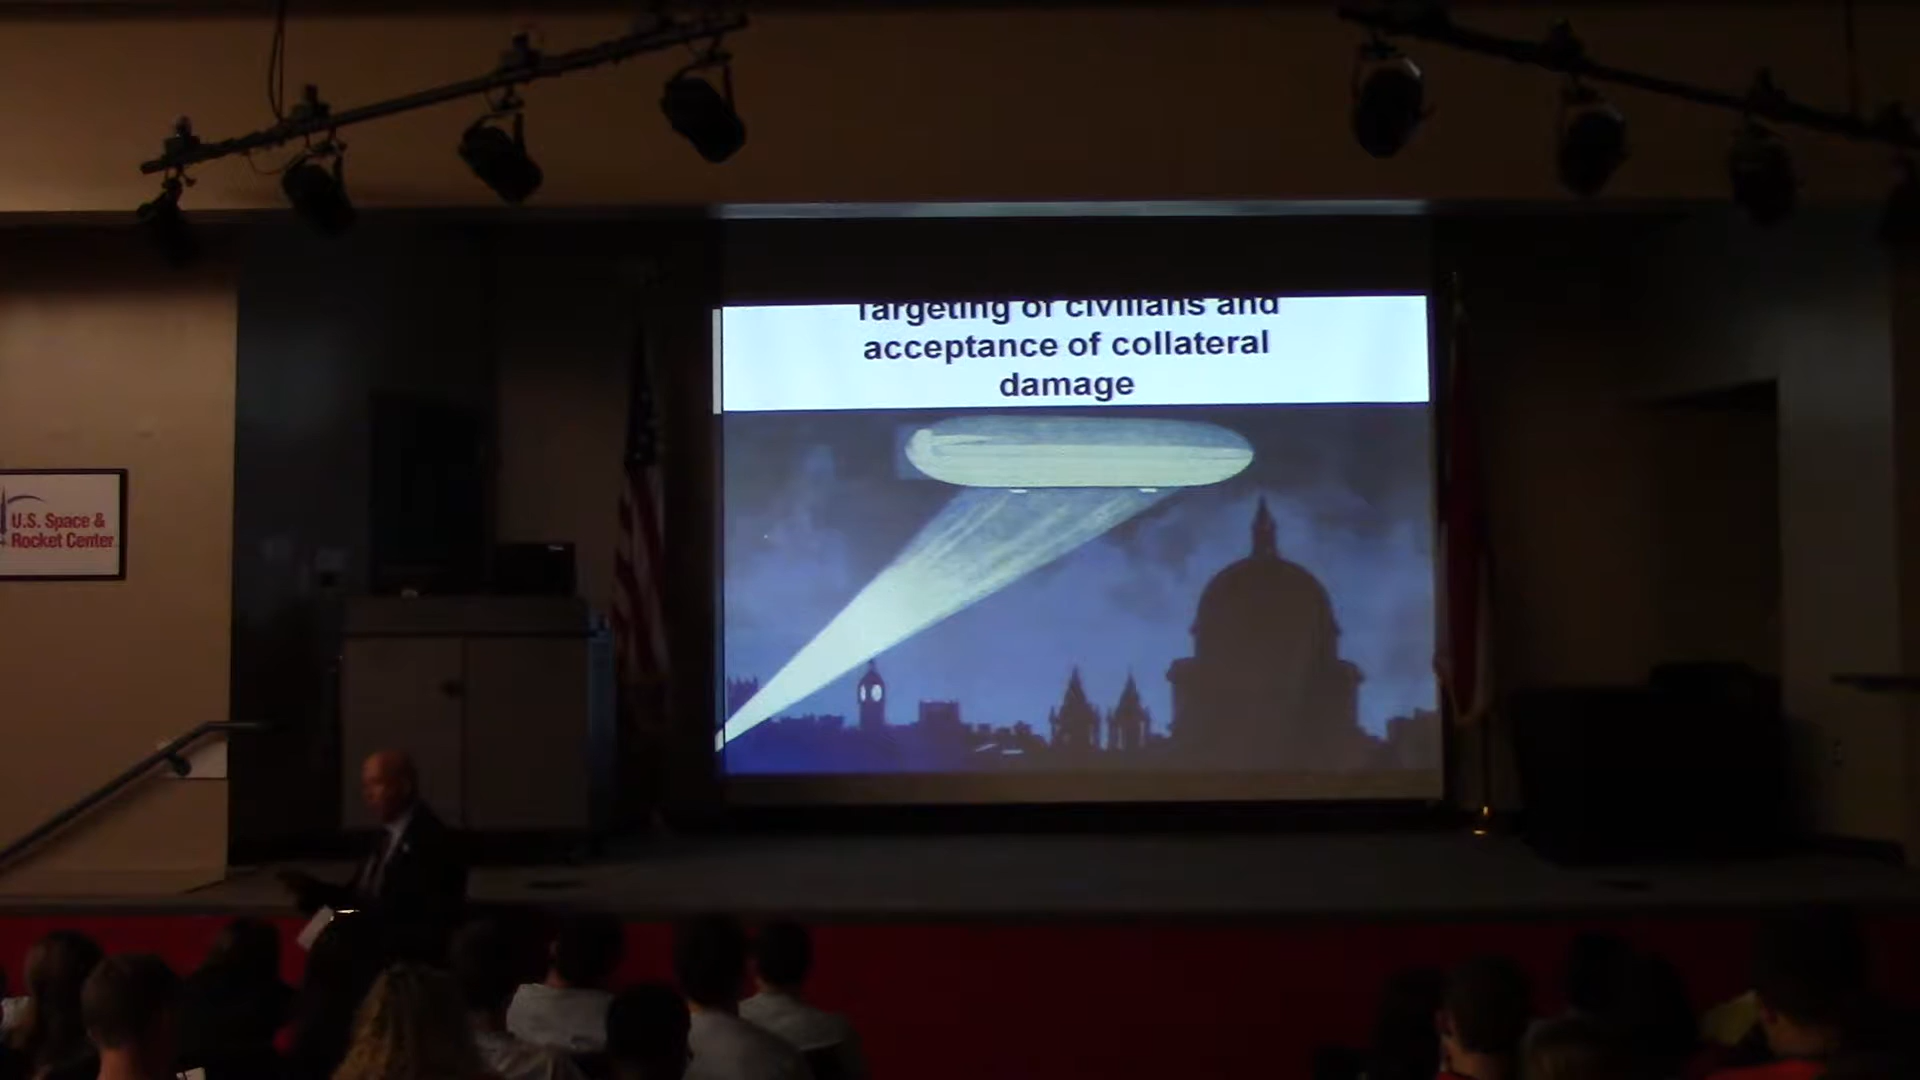 Targeting of civilians and
acceptance of collateral
damage
U.S. Space &
Rocket Center